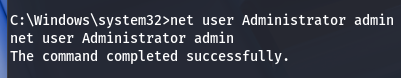 C:\Windows\system32>net user Administrator admin
net user Administrator admin
The command completed successfully.